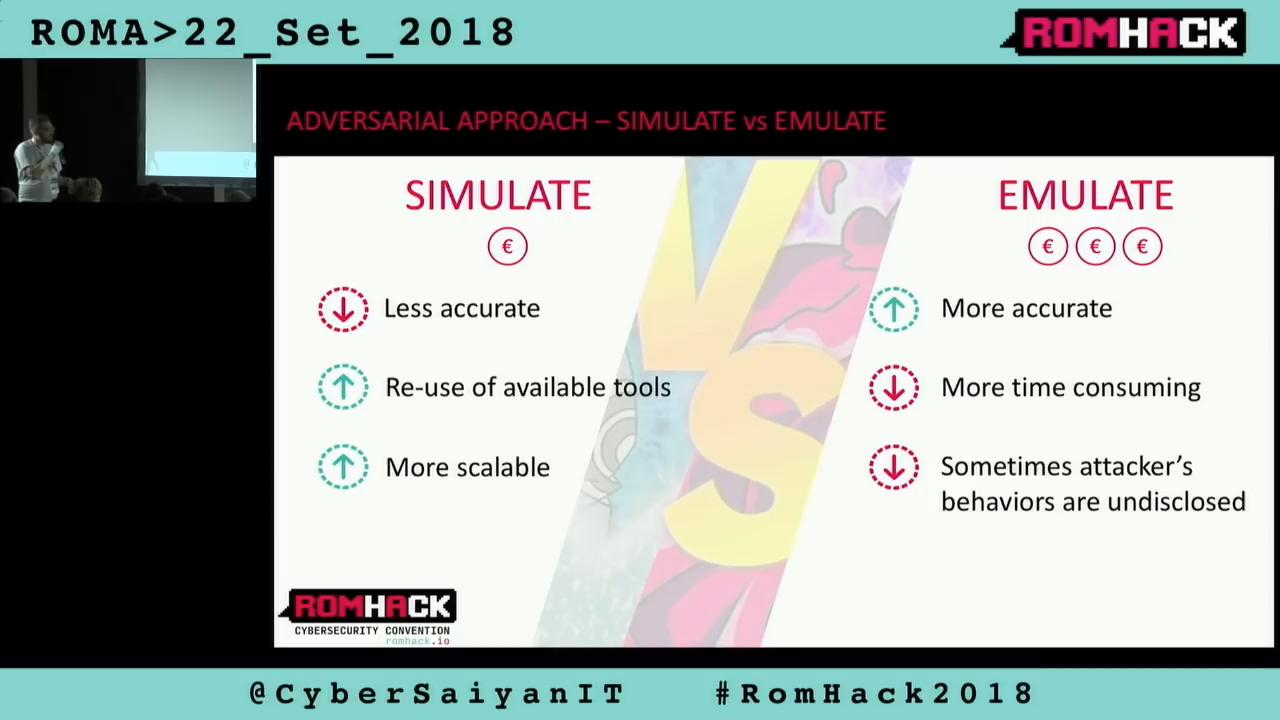 ROMA>22_Set_2018
ROMHACK
ADVERSARIAL APPROACH – SIMULATE vs EMULATE
SIMULATE
€
Less accurate
Re-use of available tools
More scalable
VS
EMULATE
€ € €
More accurate
More time consuming
Sometimes attacker's
behaviors are undisclosed
ROMHACK
CYBERSECURITY CONVENTION
romhack.io
@CyberSaiyanIT #RomHack2018